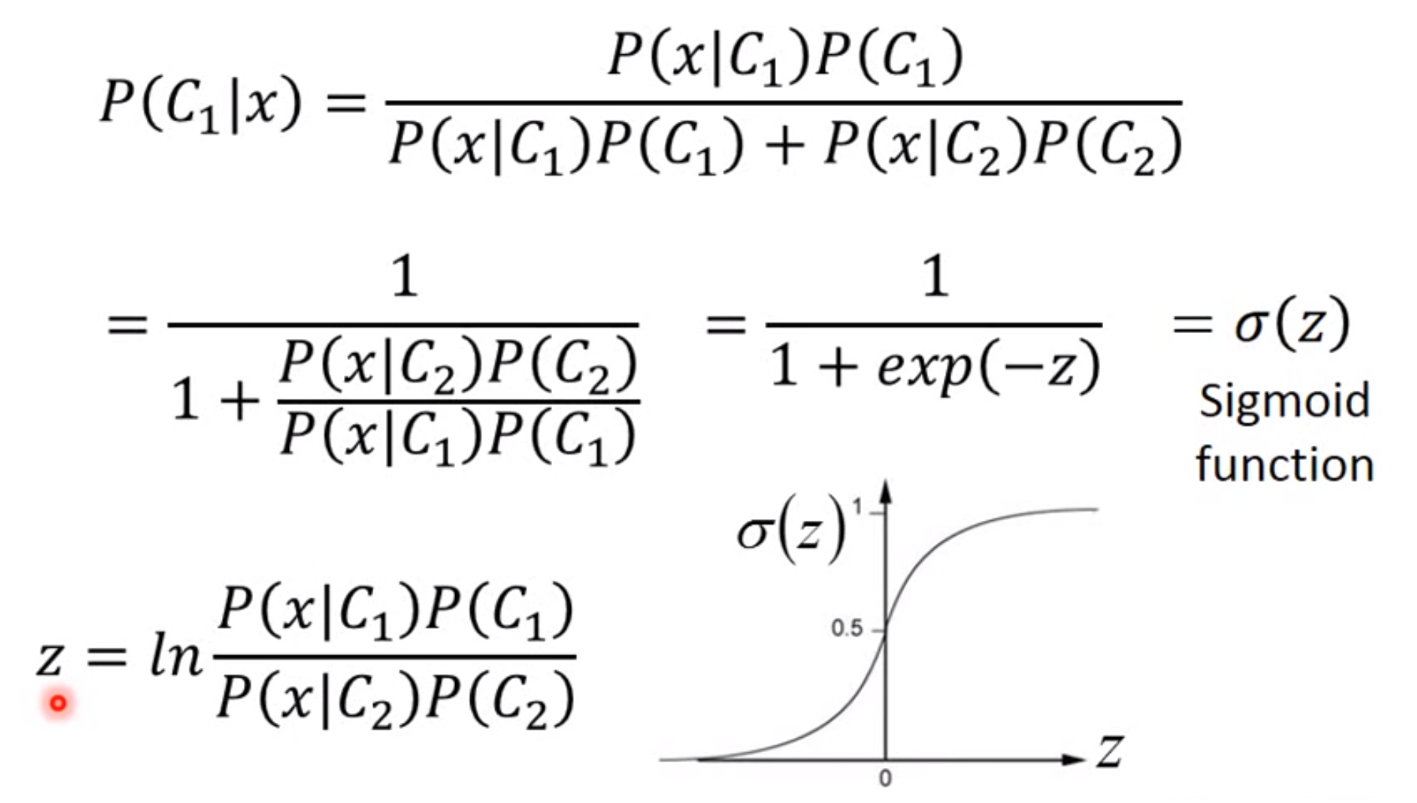 P(C₁|x) = P(x|C₁)P(C₁) / P(x|C₁)P(C₁) + P(x|C₂)P(C₂)
= 1 / 1 + P(x|C₂)P(C₂) / P(x|C₁)P(C₁) = 1 / 1 + exp(−z) = σ(z)
Sigmoid
function
z = ln P(x|C₁)P(C₁) / P(x|C₂)P(C₂)
σ(z) 1
0.5
z
0